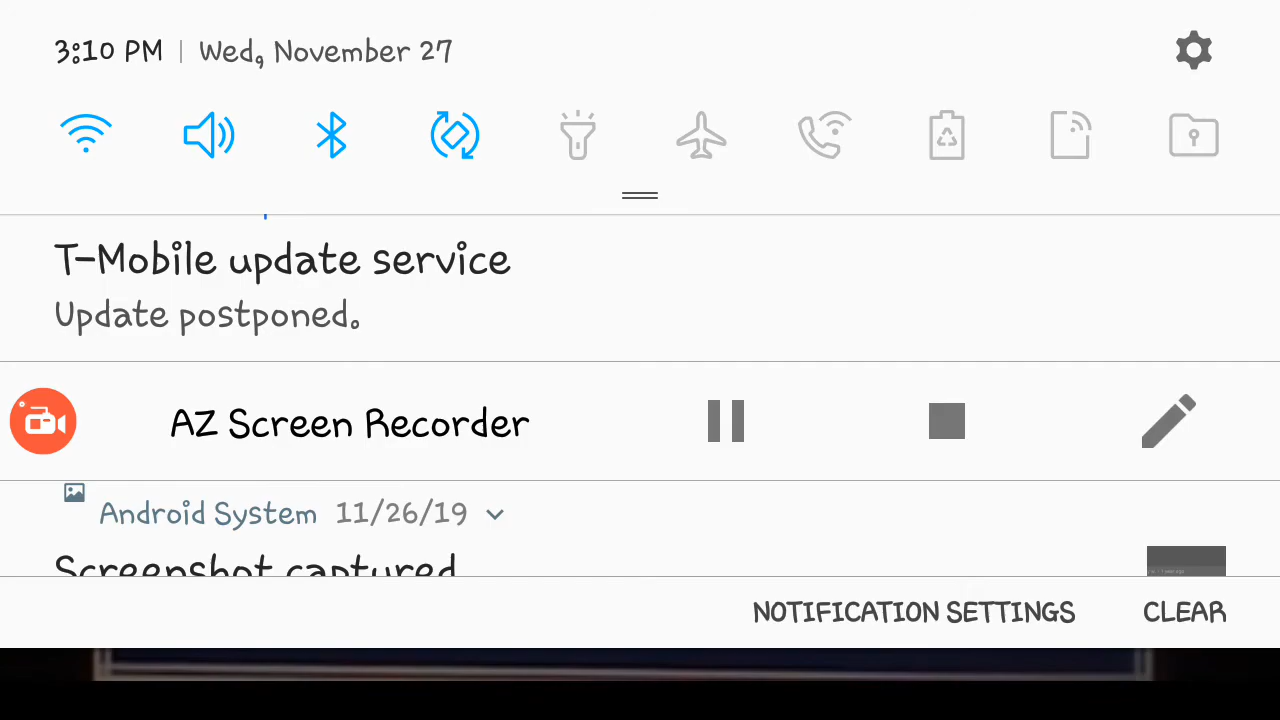 3:10 PM | Wed, November 27
T-Mobile update service
Update postponed.
AZ Screen Recorder
Android System 11/26/19
Screenshot captured
NOTIFICATION SETTINGS CLEAR